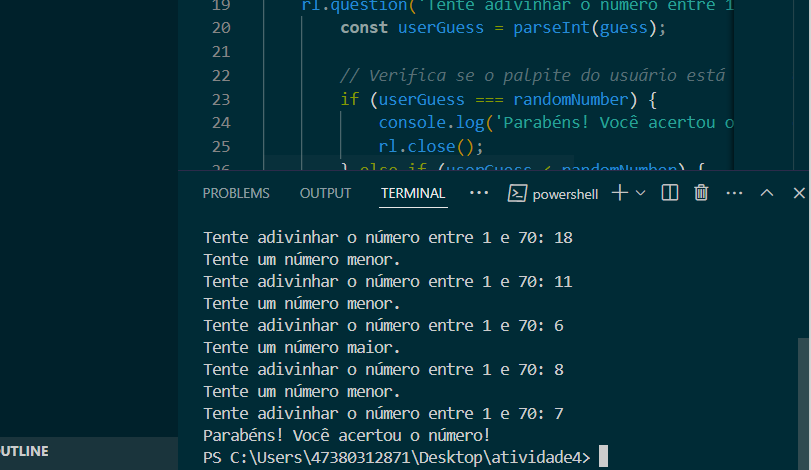 19 rl.question('Tente adivinhar o número entre 1
20 const userGuess = parseInt(guess);
21
22 // Verifica se o palpite do usuário está
23 if (userGuess === randomNumber) {
24 console.log('Parabéns! Você acertou o
25 rl.close();
26 } else if (userGuess < randomNumber) {
PROBLEMS OUTPUT TERMINAL ··· powershell ···
Tente adivinhar o número entre 1 e 70: 18
Tente um número menor.
Tente adivinhar o número entre 1 e 70: 11
Tente um número menor.
Tente adivinhar o número entre 1 e 70: 6
Tente um número maior.
Tente adivinhar o número entre 1 e 70: 8
Tente um número menor.
Tente adivinhar o número entre 1 e 70: 7
Parabéns! Você acertou o número!
PS C:\Users\47380312871\Desktop\atividade4>
UTLINE